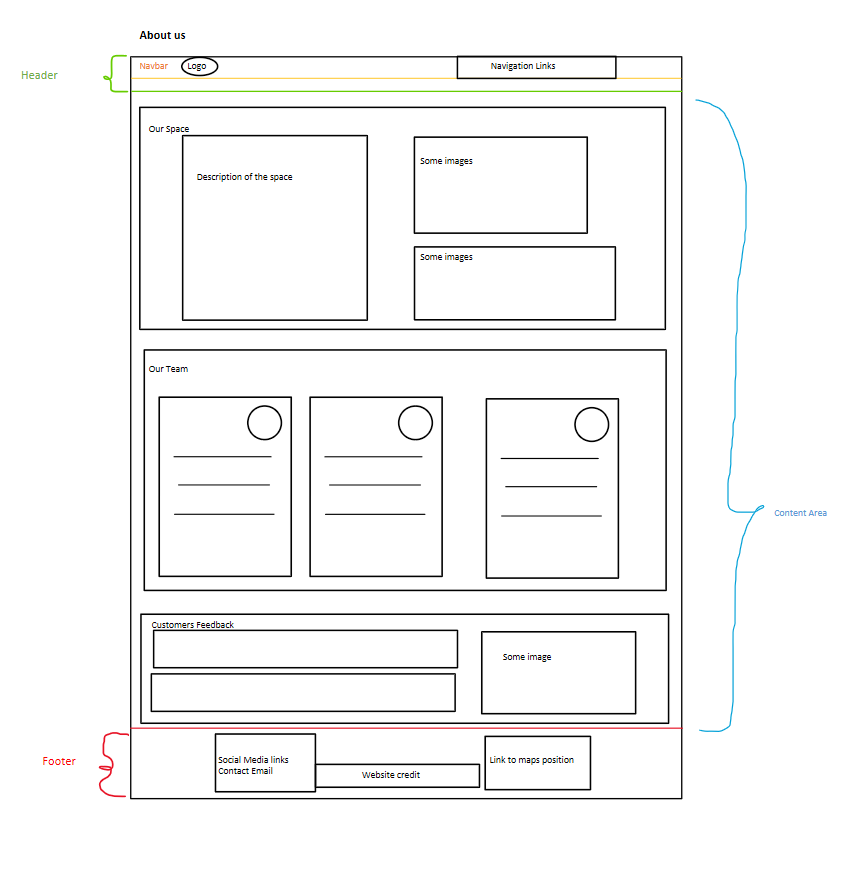 About us
Header
Navbar
Logo
Navigation Links
Our Space
Description of the space
Some images
Some images
Our Team
Content Area
Customers Feedback
Some image
Footer
Social Media links
Contact Email
Website credit
Link to maps position